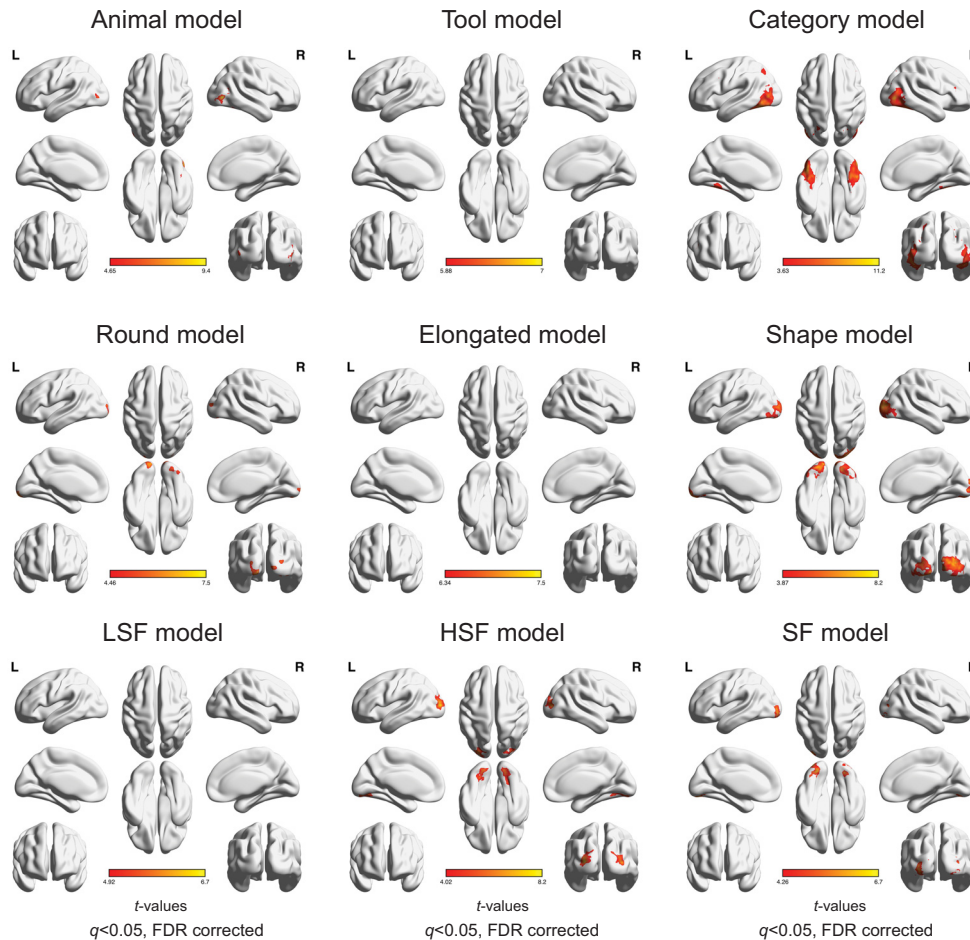 Animal model
Tool model
Category model
L
R
L
R
L
4.65 9.4
5.88 7
3.63 11.2
Round model
Elongated model
Shape model
L
R
L
R
L
4.46 7.5
6.34 7.5
3.87 8.2
LSF model
HSF model
SF model
L
R
L
R
L
4.92 6.7
4.02 8.2
4.26 6.7
t-values
t-values
t-values
q<0.05, FDR corrected
q<0.05, FDR corrected
q<0.05, FDR corrected